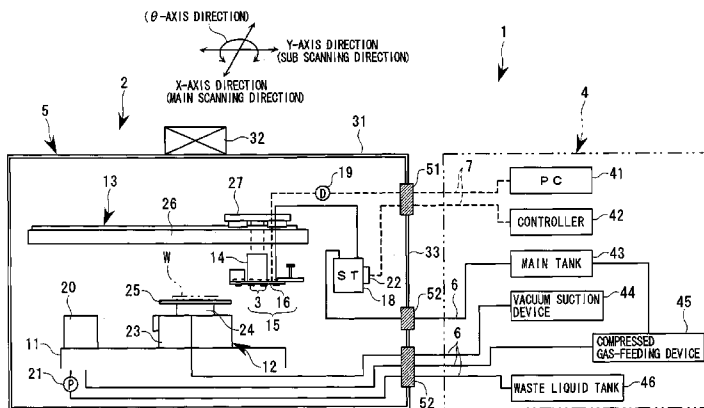 (θ-AXIS DIRECTION)
Y-AXIS DIRECTION
(SUB SCANNING DIRECTION)
X-AXIS DIRECTION
(MAIN SCANNING DIRECTION)
1
2
4
5
32
31
51
7
19
D
PC
41
13
27
26
CONTROLLER
42
14
33
MAIN TANK
43
W
ST
22
18
25
3
16
15
52
6
VACUUM SUCTION
DEVICE
44
45
20
24
23
11
12
6
COMPRESSED
GAS-FEEDING DEVICE
21
P
52
WASTE LIQUID TANK
46